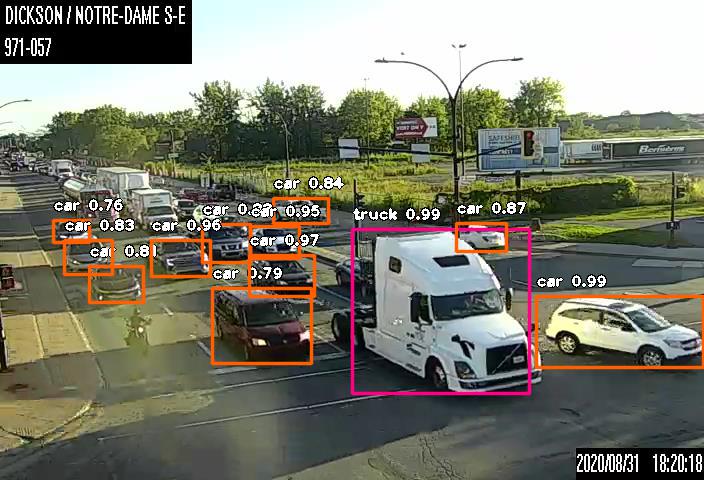 DICKSON / NOTRE-DAME S-E
971-057
car 0.84
car 0.76
car 0.95
car 0.83
car 0.96
truck 0.99
car 0.87
car 0.97
car 0.81
car 0.79
car 0.99
2020/08/31 18:20:18